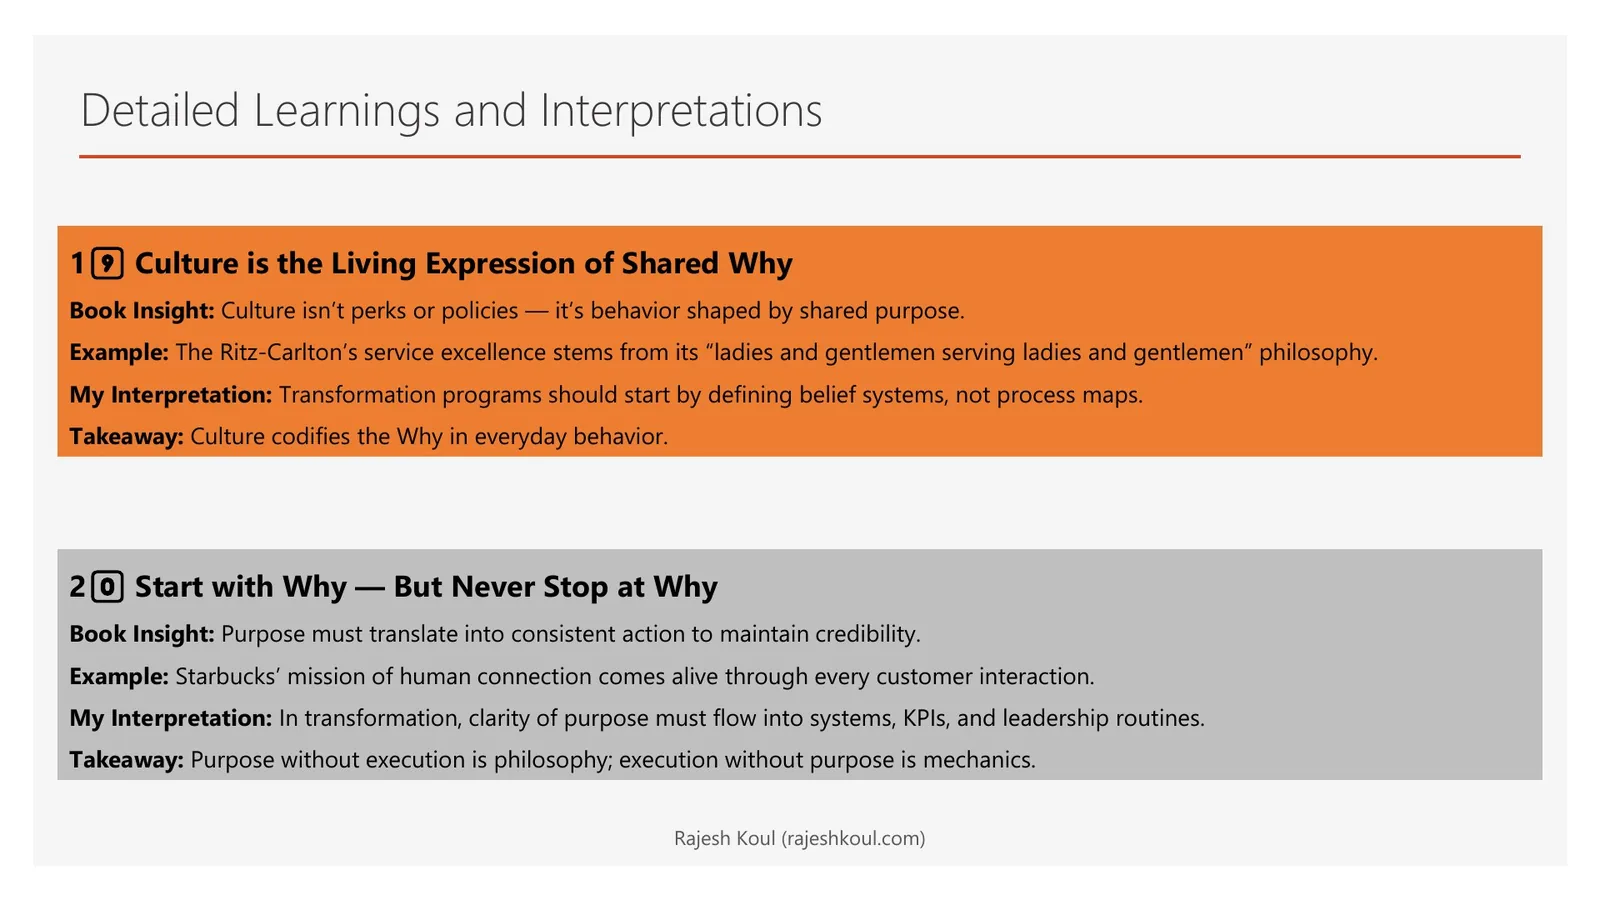 Detailed Learnings and Interpretations
1 9 Culture is the Living Expression of Shared Why
Book Insight: Culture isn’t perks or policies — it’s behavior shaped by shared purpose.
Example: The Ritz-Carlton’s service excellence stems from its “ladies and gentlemen serving ladies and gentlemen” philosophy.
My Interpretation: Transformation programs should start by defining belief systems, not process maps.
Takeaway: Culture codifies the Why in everyday behavior.
2 0 Start with Why — But Never Stop at Why
Book Insight: Purpose must translate into consistent action to maintain credibility.
Example: Starbucks’ mission of human connection comes alive through every customer interaction.
My Interpretation: In transformation, clarity of purpose must flow into systems, KPIs, and leadership routines.
Takeaway: Purpose without execution is philosophy; execution without purpose is mechanics.
Rajesh Koul (rajeshkoul.com)